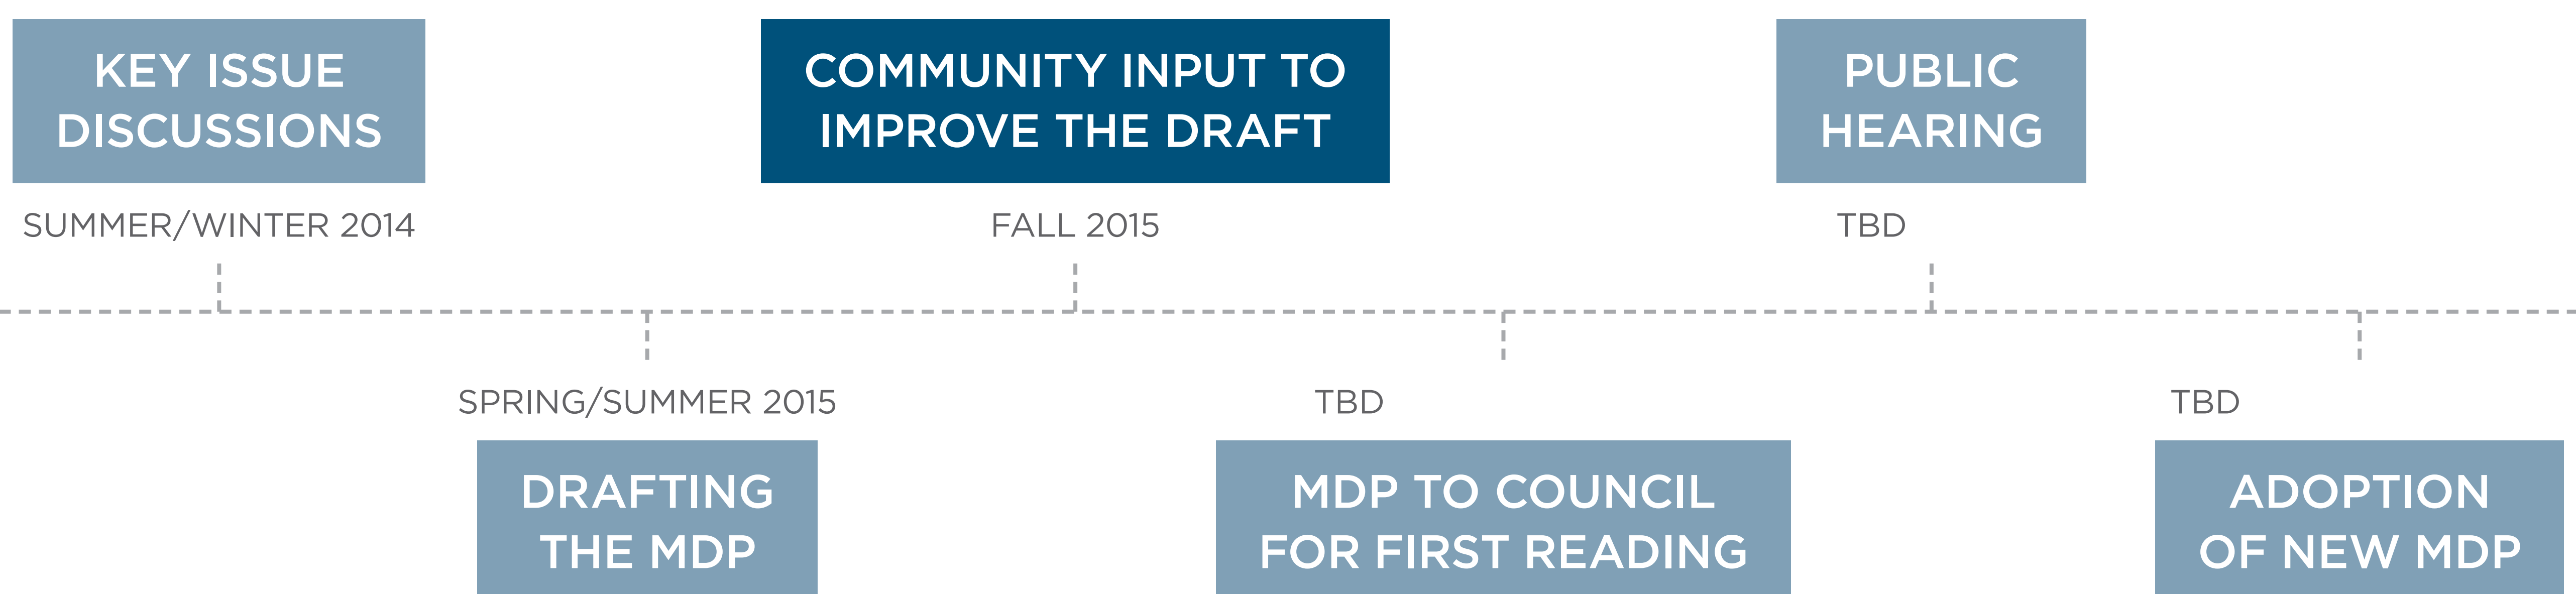 KEY ISSUE
DISCUSSIONS
SUMMER/WINTER 2014
SPRING/SUMMER 2015
DRAFTING
THE MDP
COMMUNITY INPUT TO
IMPROVE THE DRAFT
FALL 2015
TBD
MDP TO COUNCIL
FOR FIRST READING
PUBLIC
HEARING
TBD
TBD
ADOPTION
OF NEW MDP